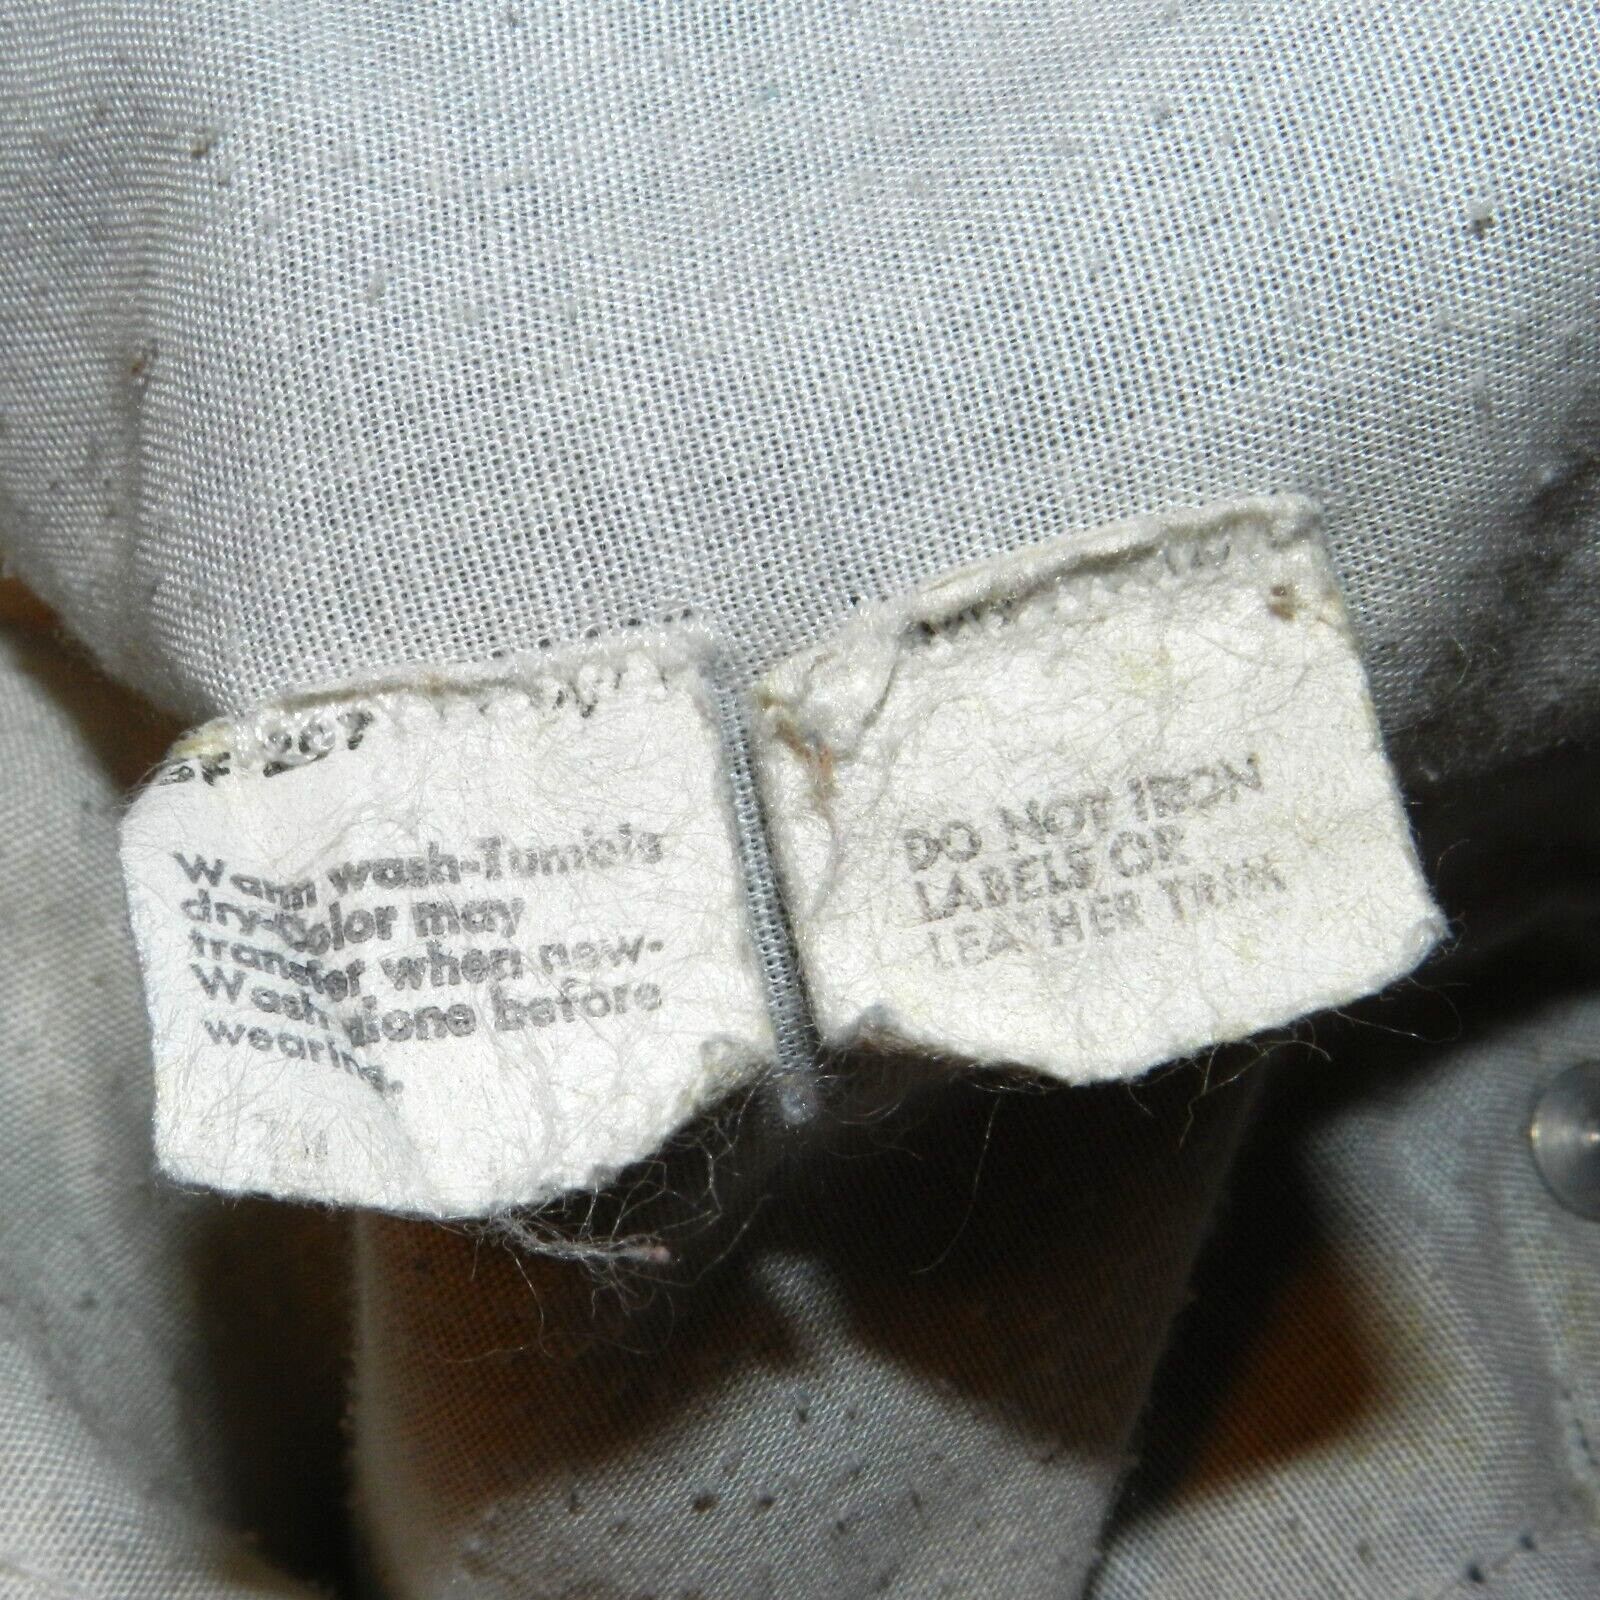 267
Warm wash-Tumble
dry-Color may
transfer when new-
Wash alone before
wearing.
DO NOT IRON
LABELS OR
LEATHER TRIM